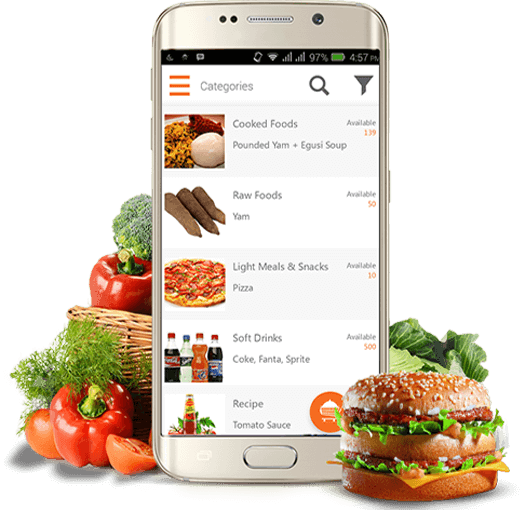 97% 4:57 PM
Categories
Cooked Foods
Available
139
Pounded Yam + Egusi Soup
Raw Foods
Available
50
Yam
Light Meals & Snacks
Available
10
Pizza
Soft Drinks
Available
500
Coke, Fanta, Sprite
Recipe
Tomato Sauce